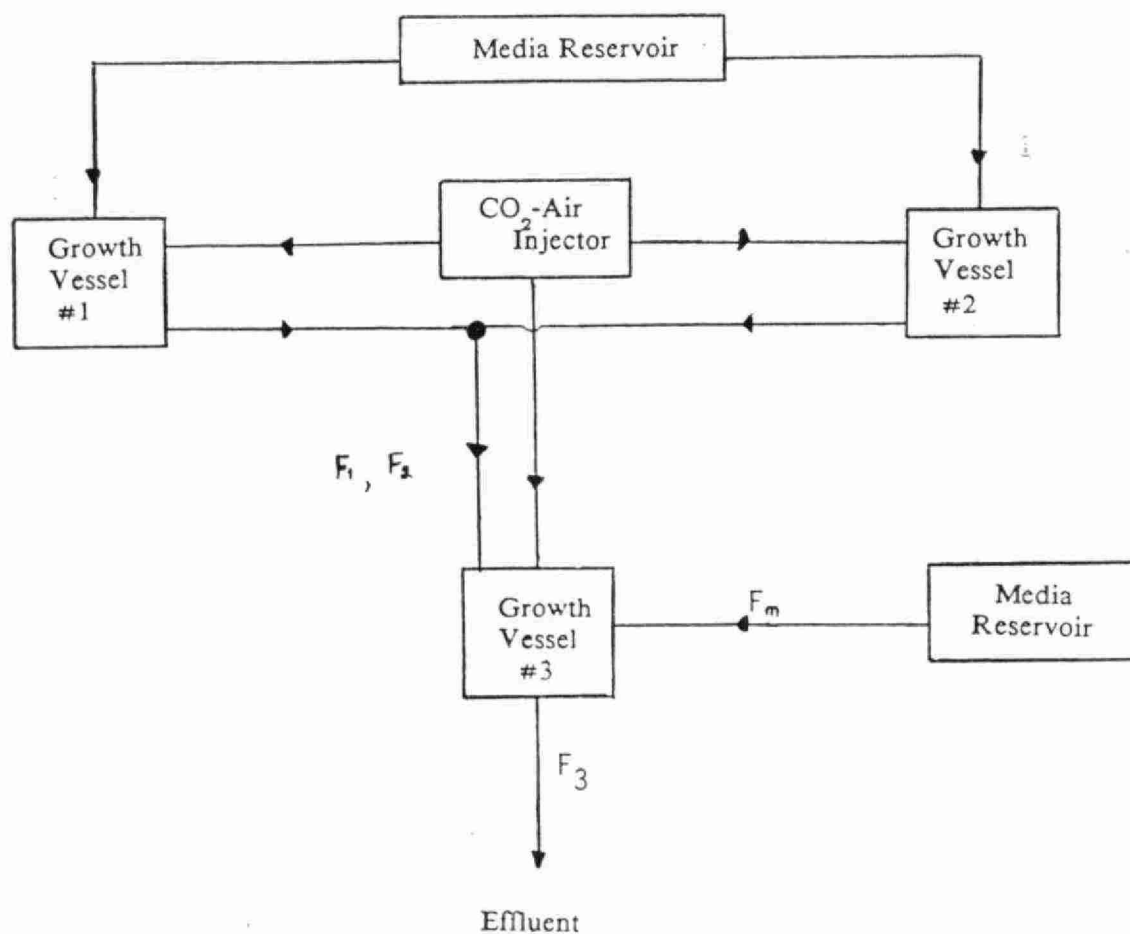 Media Reservoir
CO₂-Air
Injector
Growth
Vessel
#1
Growth
Vessel
#2
F₁, F₂
Growth
Vessel
#3
Fₘ
Media
Reservoir
F₃
Effluent